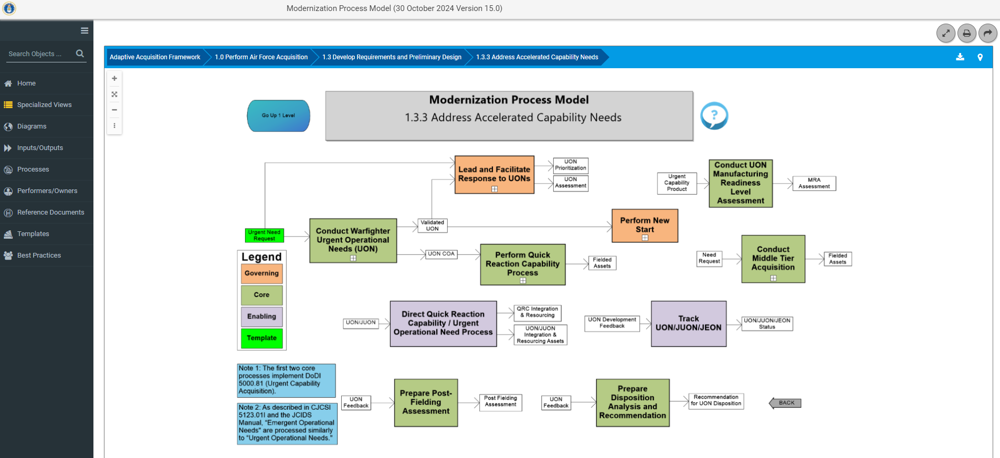 Modernization Process Model (30 October 2024 Version 15.0)
Search Objects ...
Home
Specialized Views
Diagrams
Inputs/Outputs
Processes
Performers/Owners
Reference Documents
Templates
Best Practices
Adaptive Acquisition Framework
1.0 Perform Air Force Acquisition
1.3 Develop Requirements and Preliminary Design
1.3.3 Address Accelerated Capability Needs
Go Up 1 Level
Modernization Process Model
1.3.3 Address Accelerated Capability Needs
?
Lead and Facilitate
Response to UONs
UON
Prioritization
UON
Assessment
Urgent
Capability
Product
Conduct UON
Manufacturing
Readiness
Level
Assessment
MRA
Assessment
Urgent Need
Request
Conduct Warfighter
Urgent Operational
Needs (UON)
Validated
UON
Perform New
Start
UON COA
Perform Quick
Reaction Capability
Process
Fielded
Assets
Need
Request
Conduct
Middle Tier
Acquisition
Fielded
Assets
Legend
Governing
Core
Enabling
Template
UON/JUON
Direct Quick Reaction
Capability / Urgent
Operational Need Process
QRC Integration
& Resourcing
UON/JUON
Integration &
Resourcing Assets
UON Development
Feedback
Track
UON/JUON/JEON
UON/JUON/JEON
Status
Note 1: The first two core
processes implement DoDI
5000.81 (Urgent Capability
Acquisition).
Note 2: As described in CJCSI
5123.01I and the JCIDS
Manual, "Emergent Operational
Needs" are processed similarly
to "Urgent Operational Needs."
UON
Feedback
Prepare Post-
Fielding
Assessment
Post Fielding
Assessment
UON
Feedback
Prepare
Disposition
Analysis and
Recommendation
Recommendation
for UON Disposition
BACK